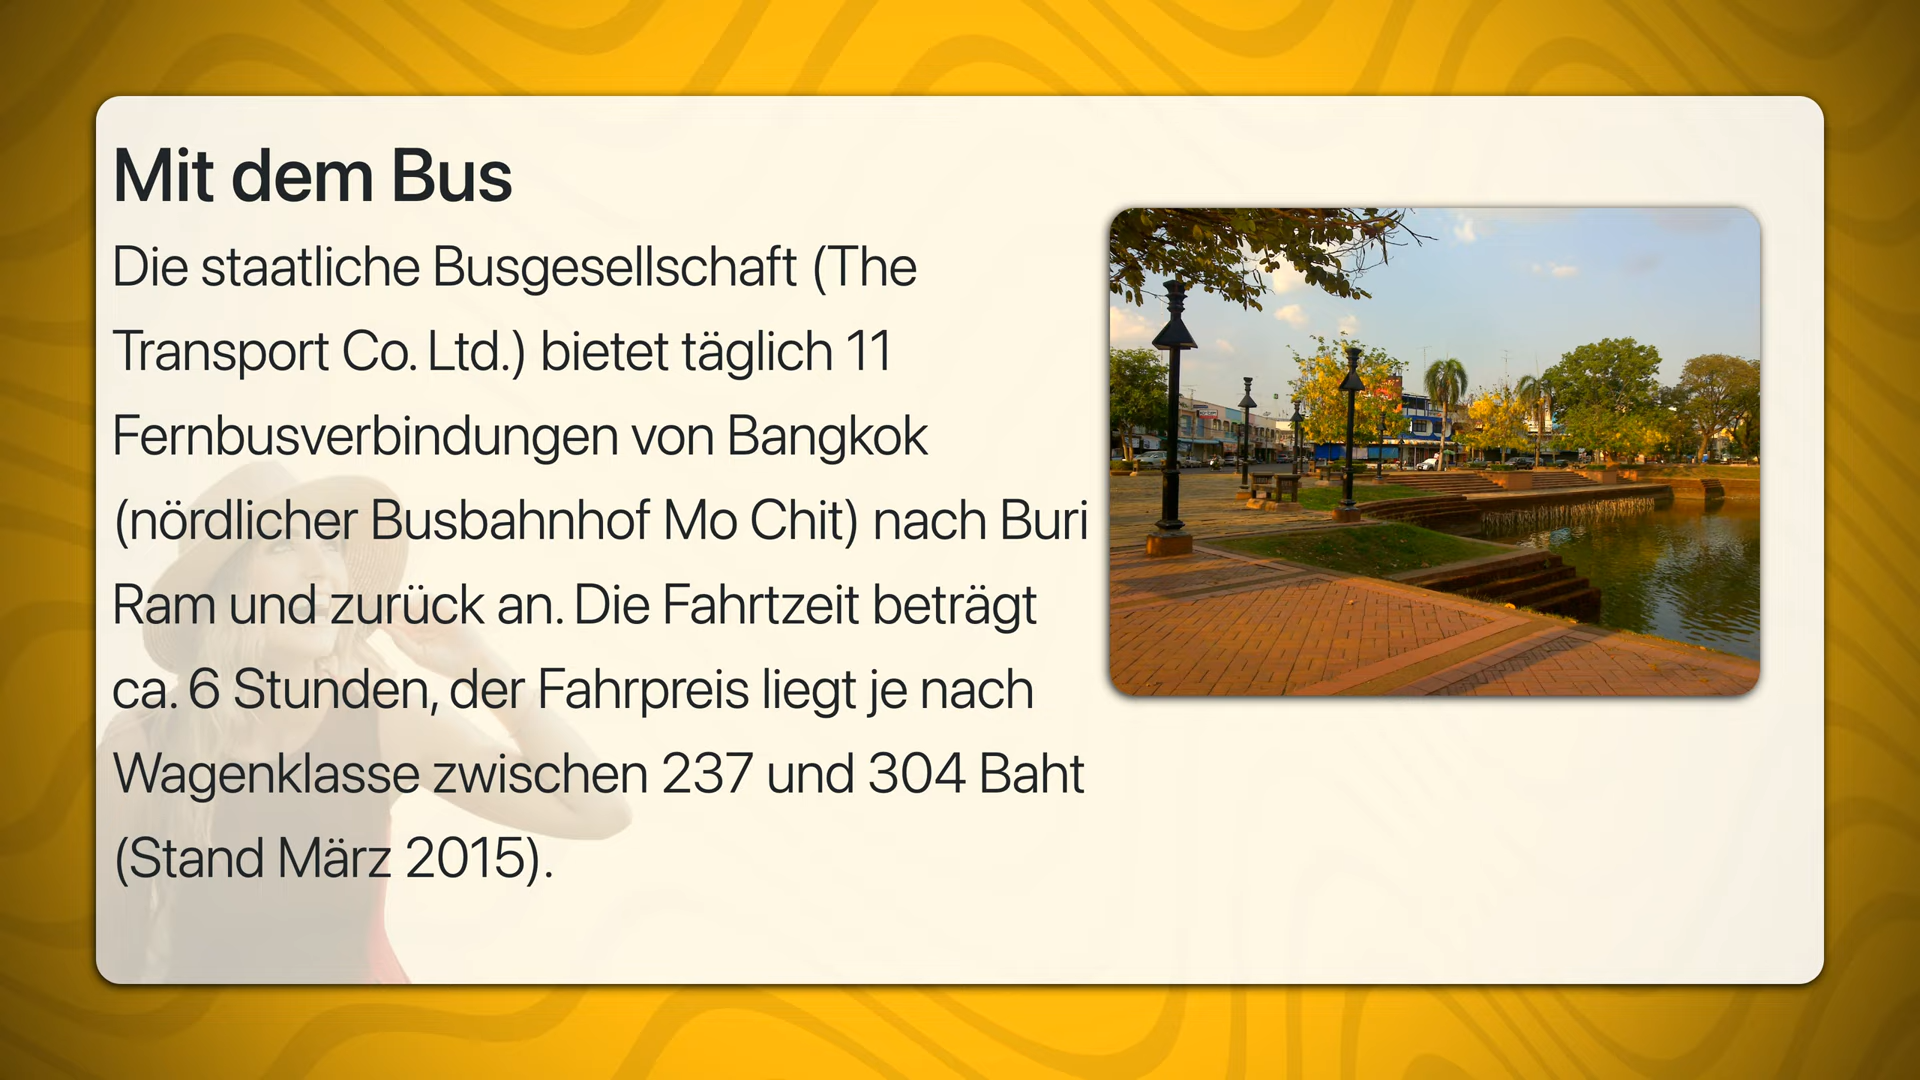 Mit dem Bus
Die staatliche Busgesellschaft (The
Transport Co. Ltd.) bietet täglich 11
Fernbusverbindungen von Bangkok
(nördlicher Busbahnhof Mo Chit) nach Buri
Ram und zurück an. Die Fahrtzeit beträgt
ca. 6 Stunden, der Fahrpreis liegt je nach
Wagenklasse zwischen 237 und 304 Baht
(Stand März 2015).